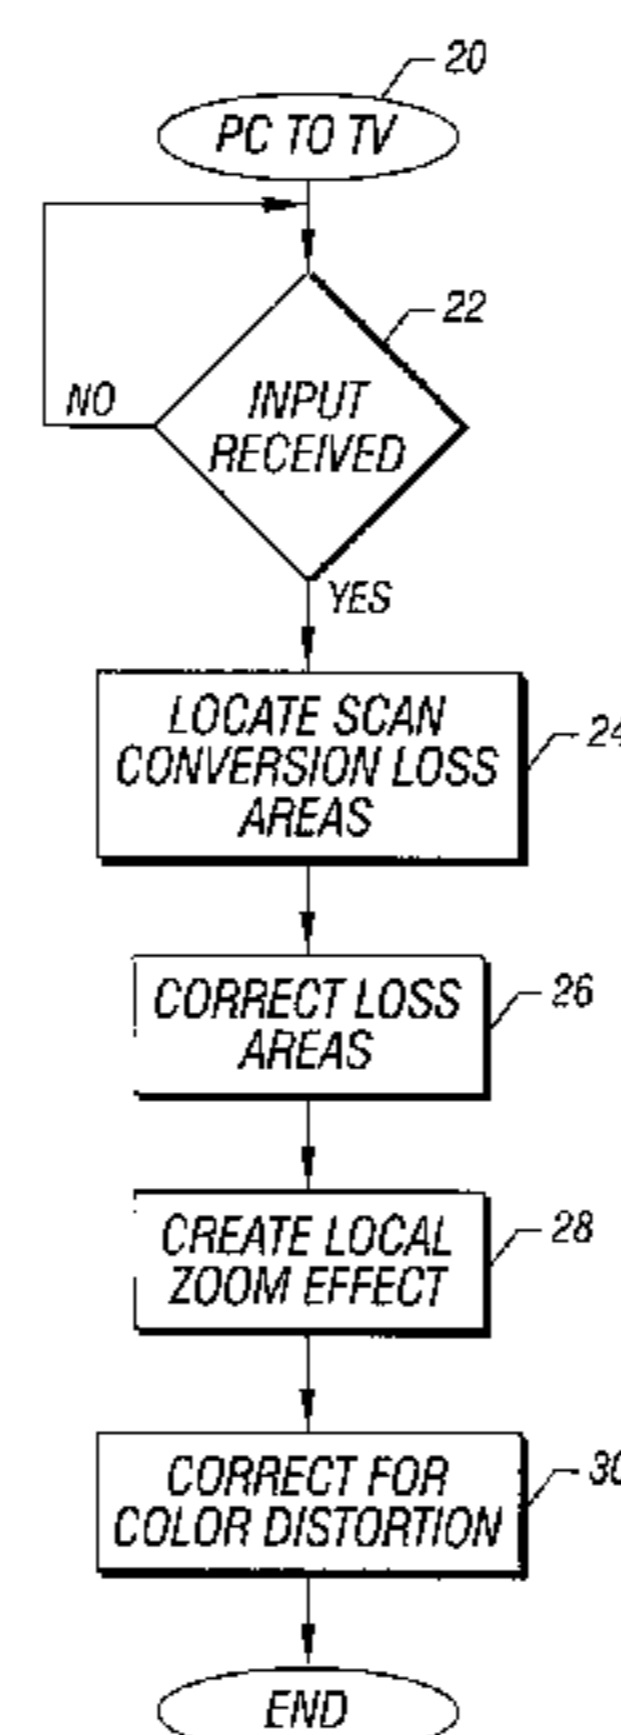 20
PC TO TV
22
INPUT
RECEIVED
NO
YES
LOCATE SCAN
CONVERSION LOSS
AREAS
24
CORRECT LOSS
AREAS
26
CREATE LOCAL
ZOOM EFFECT
28
CORRECT FOR
COLOR DISTORTION
30
END